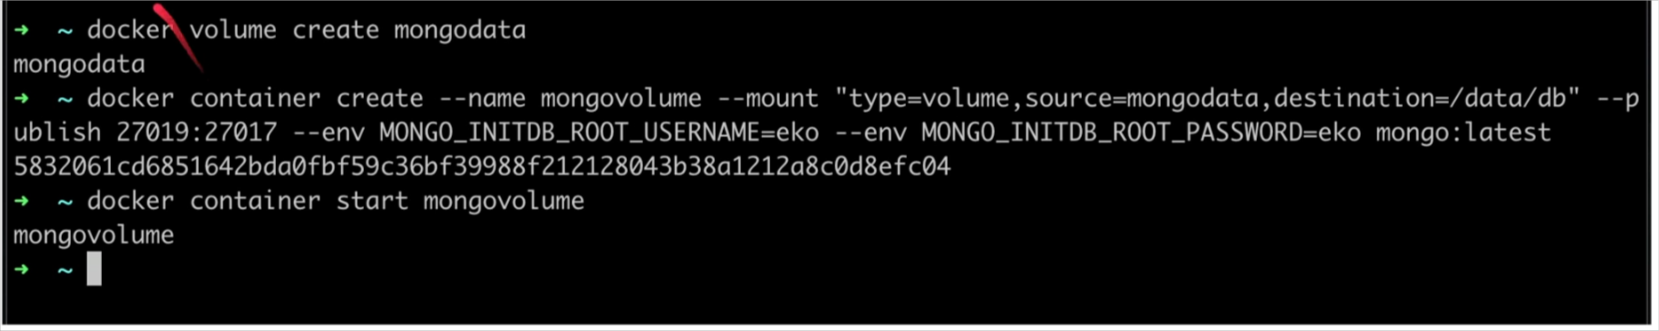 ➜ ~ docker volume create mongodata
mongodata
➜ ~ docker container create --name mongovolume --mount "type=volume,source=mongodata,destination=/data/db" --p
ublish 27019:27017 --env MONGO_INITDB_ROOT_USERNAME=eko --env MONGO_INITDB_ROOT_PASSWORD=eko mongo:latest
5832061cd6851642bda0fbf59c36bf39988f212128043b38a1212a8c0d8efc04
➜ ~ docker container start mongovolume
mongovolume
➜ ~